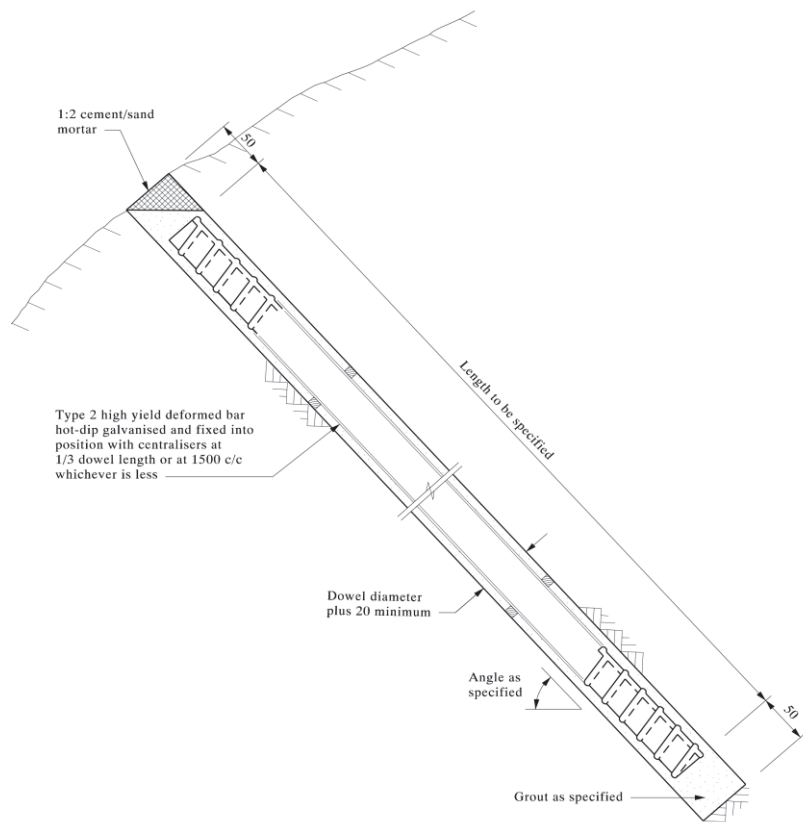 1:2 cement/sand
mortar
50
Length to be specified
Type 2 high yield deformed bar
hot-dip galvanised and fixed into
position with centralisers at
1/3 dowel length or at 1500 c/c
whichever is less
Dowel diameter
plus 20 minimum
Angle as
specified
50
Grout as specified